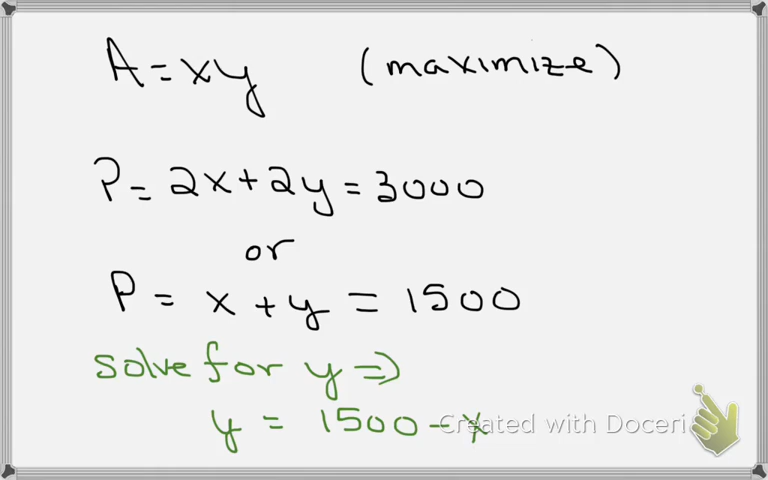 A = xy (maximize)
P = 2x + 2y = 3000
or
P = x + y = 1500
solve for y ⇒
y = 1500 - x
Created with Doceri